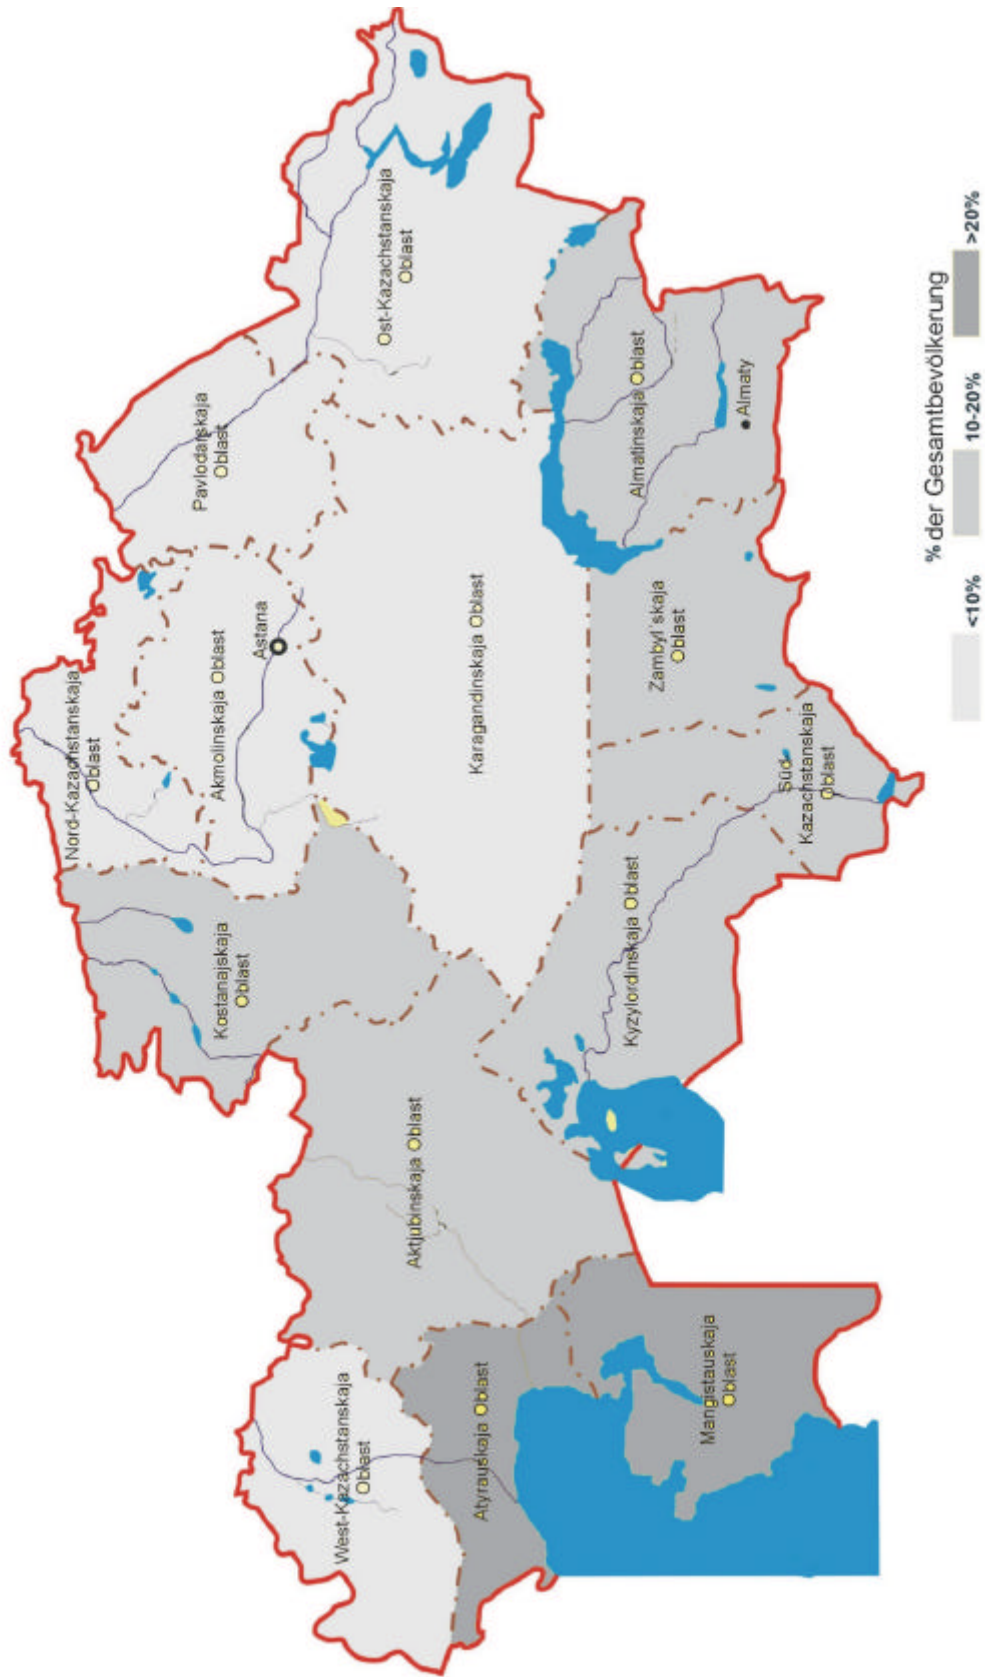 Nord-Kazachstanskaja
Oblast
Pavlodarskaja
Oblast
Akmolinskaja Oblast
Astana
Kostanajskaja
Oblast
Ost-Kazachstanskaja
Oblast
West-Kazachstanskaja
Oblast
Aktjubinskaja Oblast
Karagandinskaja Oblast
Atyrauskaja Oblast
Kyzylordinskaja Oblast
Almatinskaja Oblast
Zambyl´skaja
Oblast
Almaty
Mangistauskaja
Oblast
Süd-
Kazachstanskaja
Oblast
% der Gesamtbevölkerung
<10%
10-20%
>20%